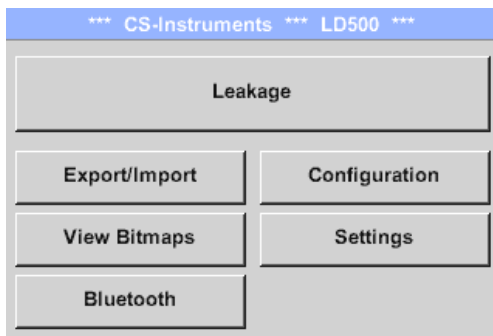 *** CS-Instruments *** LD500 ***
Leakage
Export/Import
Configuration
View Bitmaps
Settings
Bluetooth